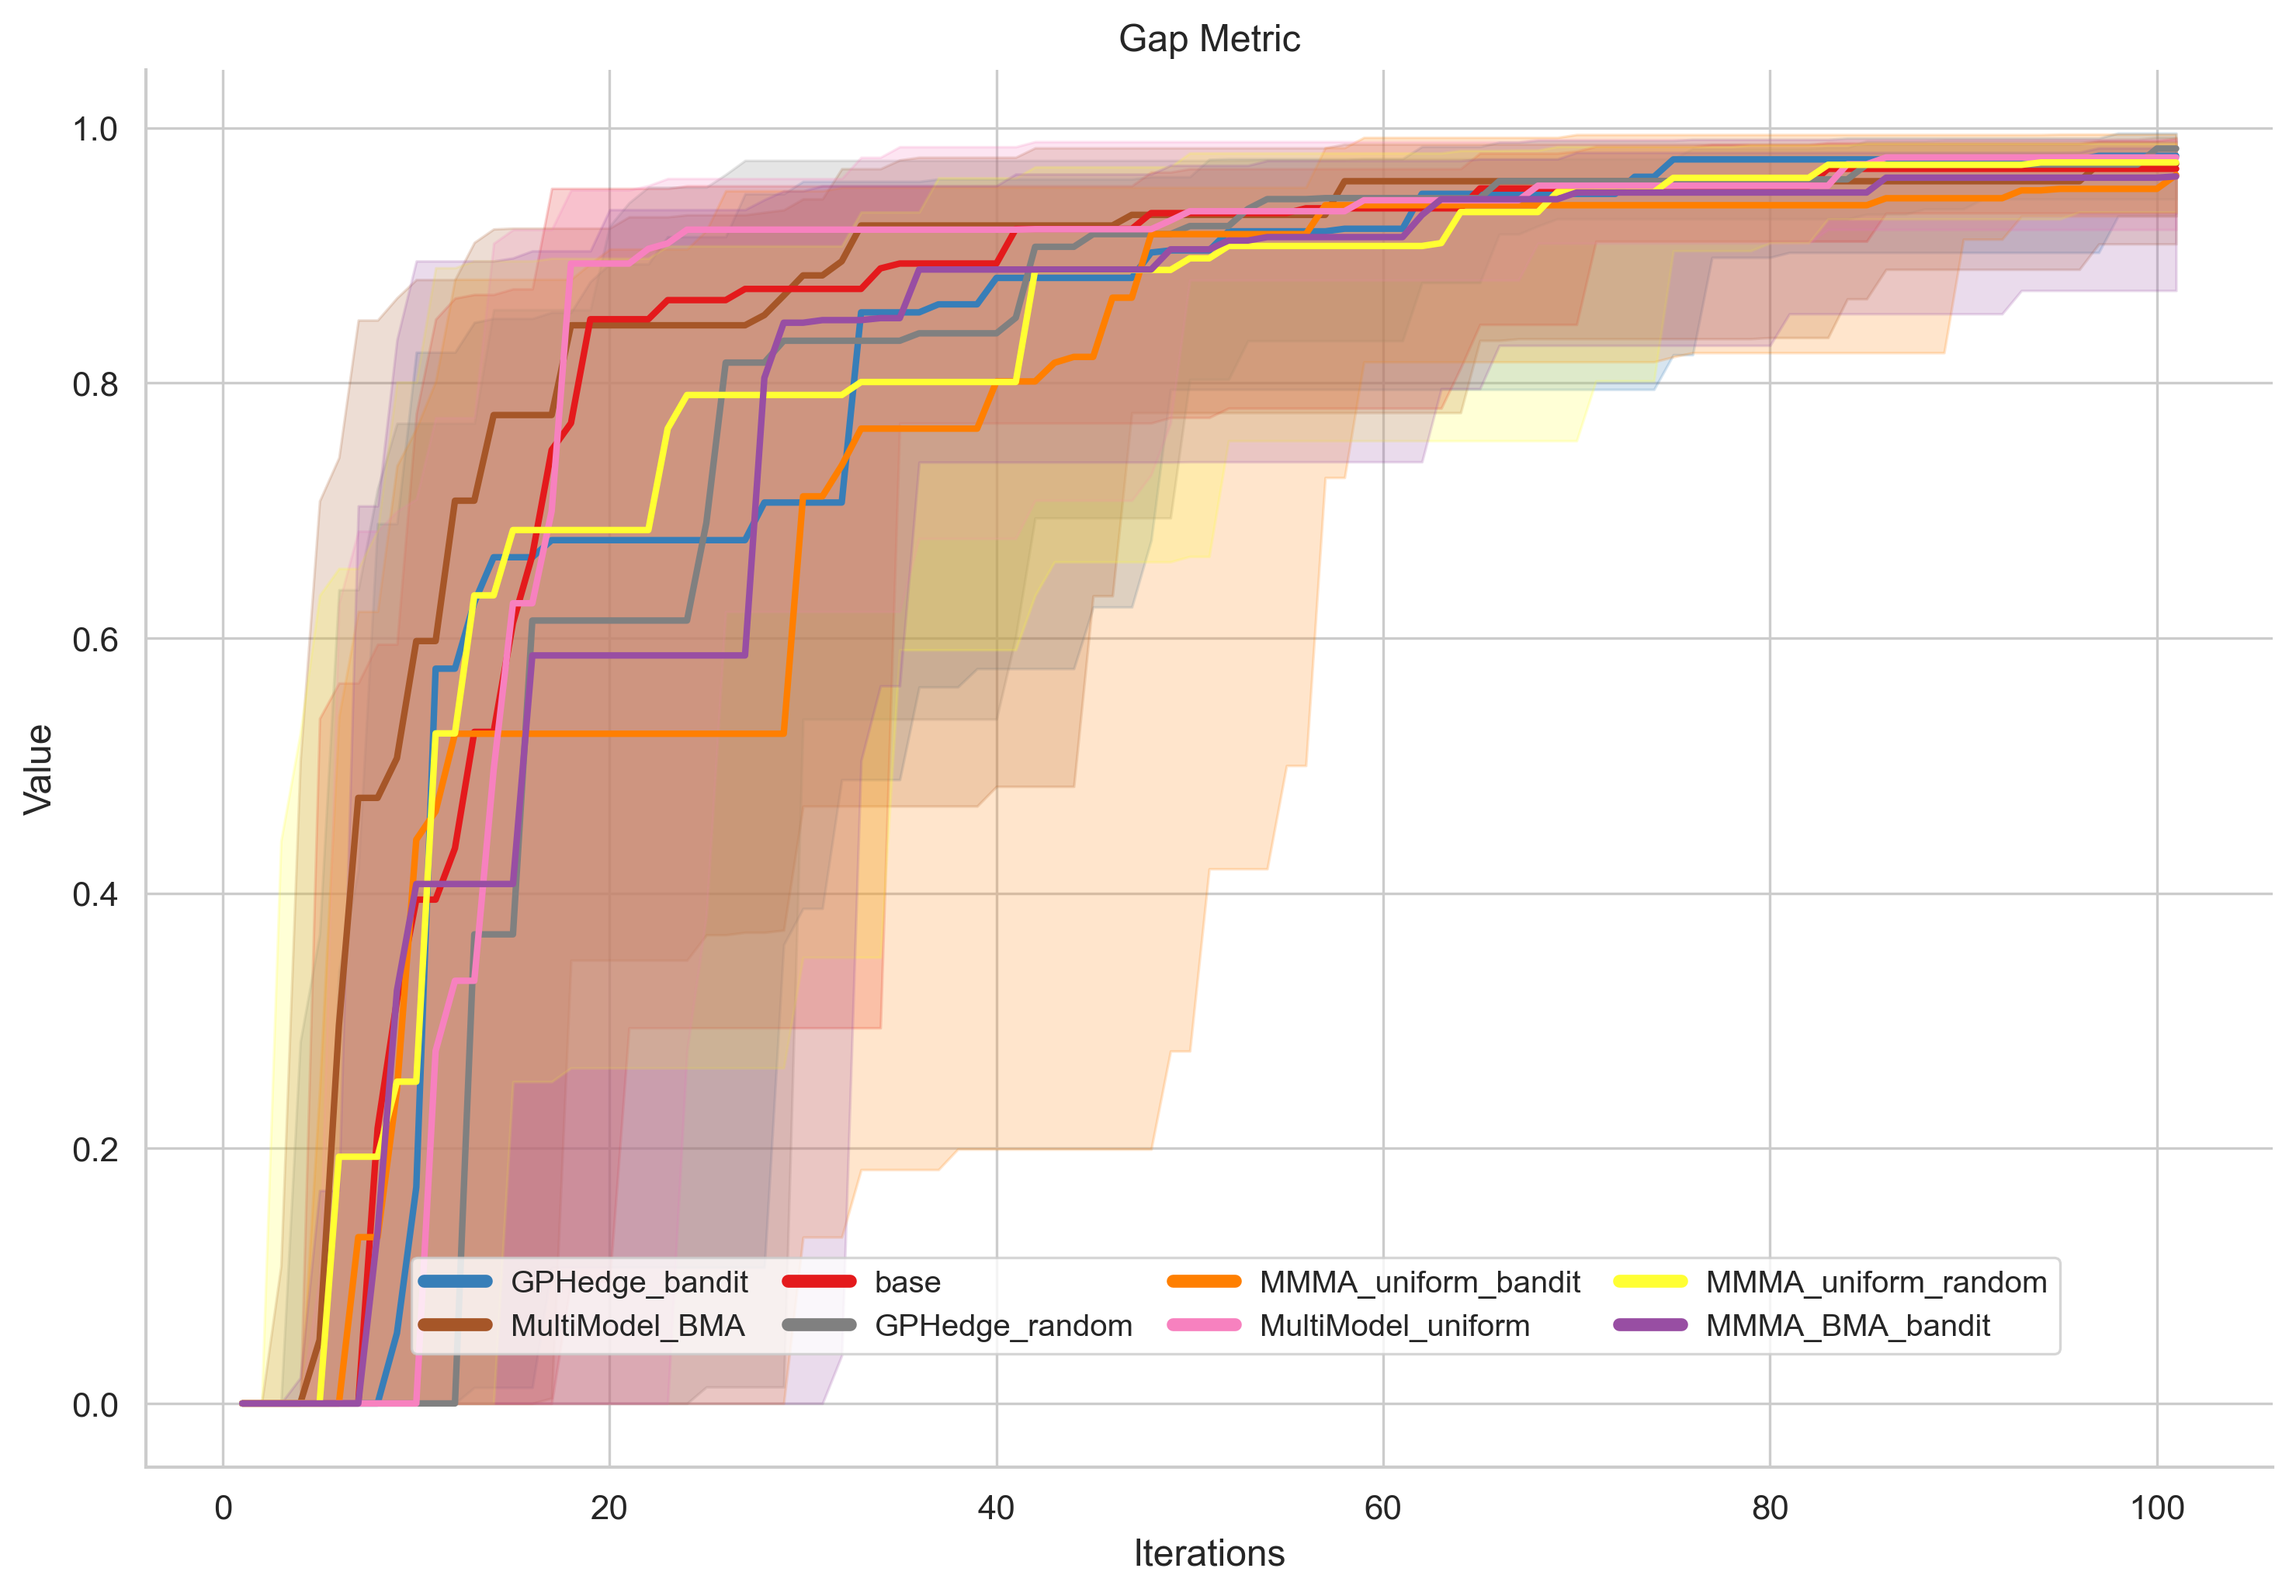 Gap Metric
1.0
0.8
0.6
0.4
0.2
0.0
Value
GPHedge_bandit base MMMA_uniform_bandit MMMA_uniform_random
MultiModel_BMA GPHedge_random MultiModel_uniform MMMA_BMA_bandit
0 20 40 60 80 100
Iterations